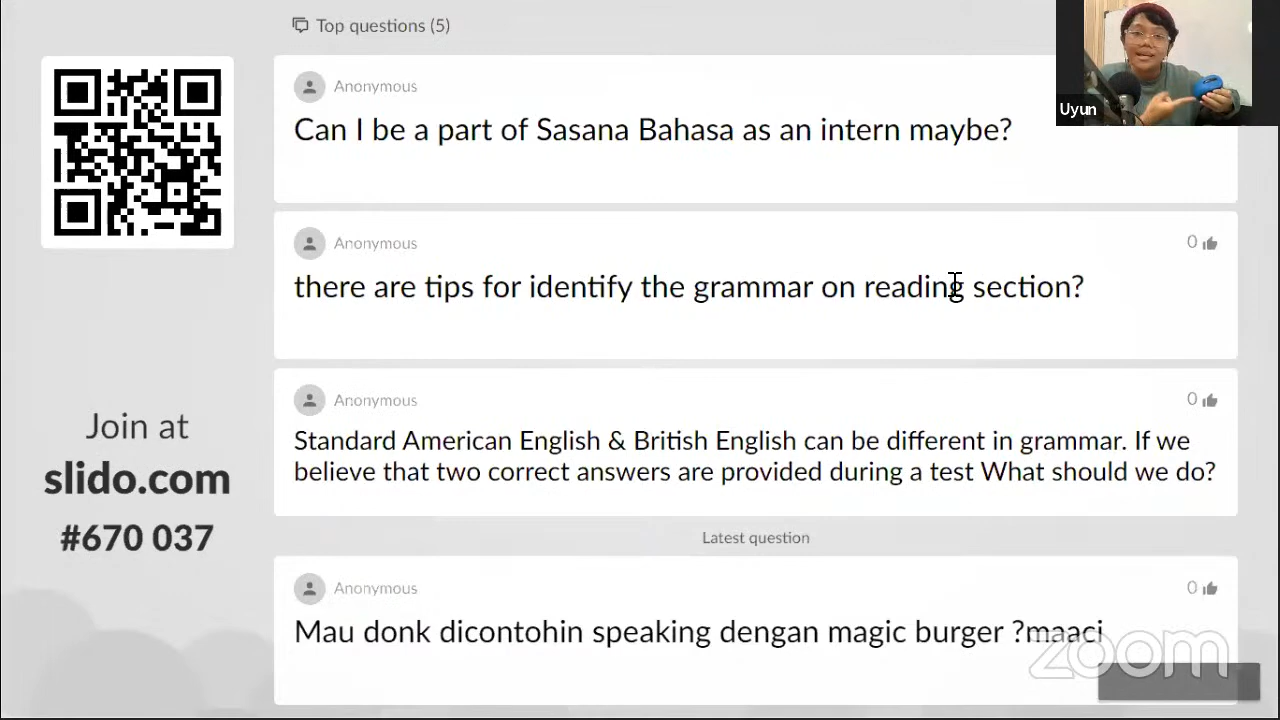 Top questions (5)
Uyun
Anonymous
Can I be a part of Sasana Bahasa as an intern maybe?
Anonymous
0
there are tips for identify the grammar on reading section?
Anonymous
0
Standard American English & British English can be different in grammar. If we
believe that two correct answers are provided during a test What should we do?
Join at
slido.com
#670 037
Latest question
Anonymous
0
Mau donk dicontohin speaking dengan magic burger ?maaci
zoom